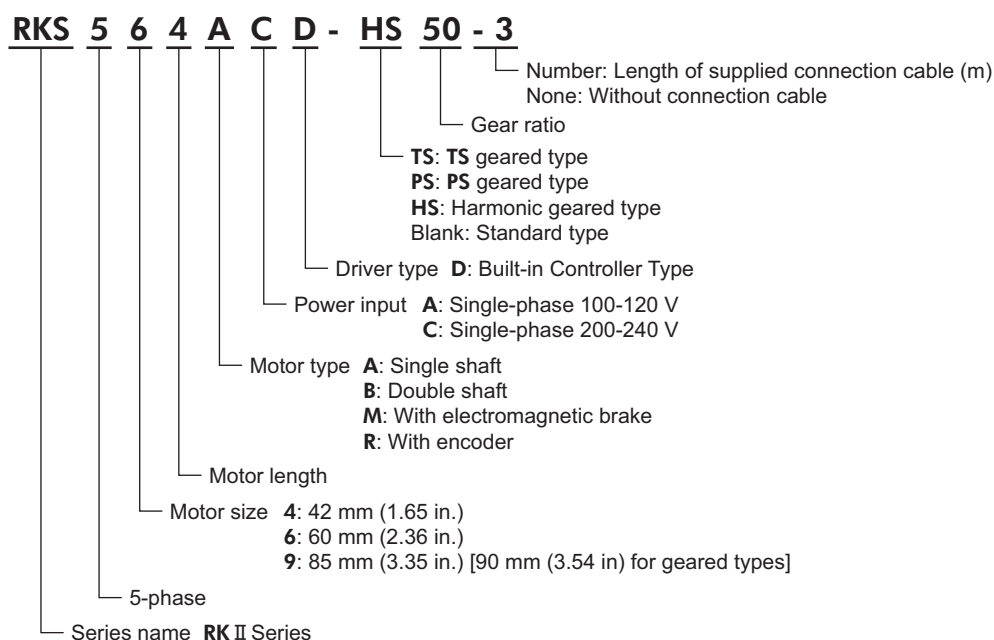 RKS 5 6 4 A C D - HS 50 - 3
Number: Length of supplied connection cable (m)
None: Without connection cable
Gear ratio
TS: TS geared type
PS: PS geared type
HS: Harmonic geared type
Blank: Standard type
Driver type D: Built-in Controller Type
Power input A: Single-phase 100-120 V
C: Single-phase 200-240 V
Motor type A: Single shaft
B: Double shaft
M: With electromagnetic brake
R: With encoder
Motor length
Motor size 4: 42 mm (1.65 in.)
6: 60 mm (2.36 in.)
9: 85 mm (3.35 in.) [90 mm (3.54 in) for geared types]
5-phase
Series name RKⅡ Series